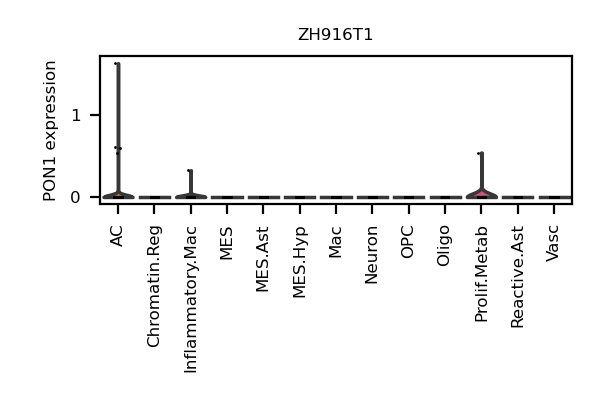 ZH916T1
PON1 expression
1
0
AC
Chromatin.Reg
Inflammatory.Mac
MES
MES.Ast
MES.Hyp
Mac
Neuron
OPC
Oligo
Prolif.Metab
Reactive.Ast
Vasc